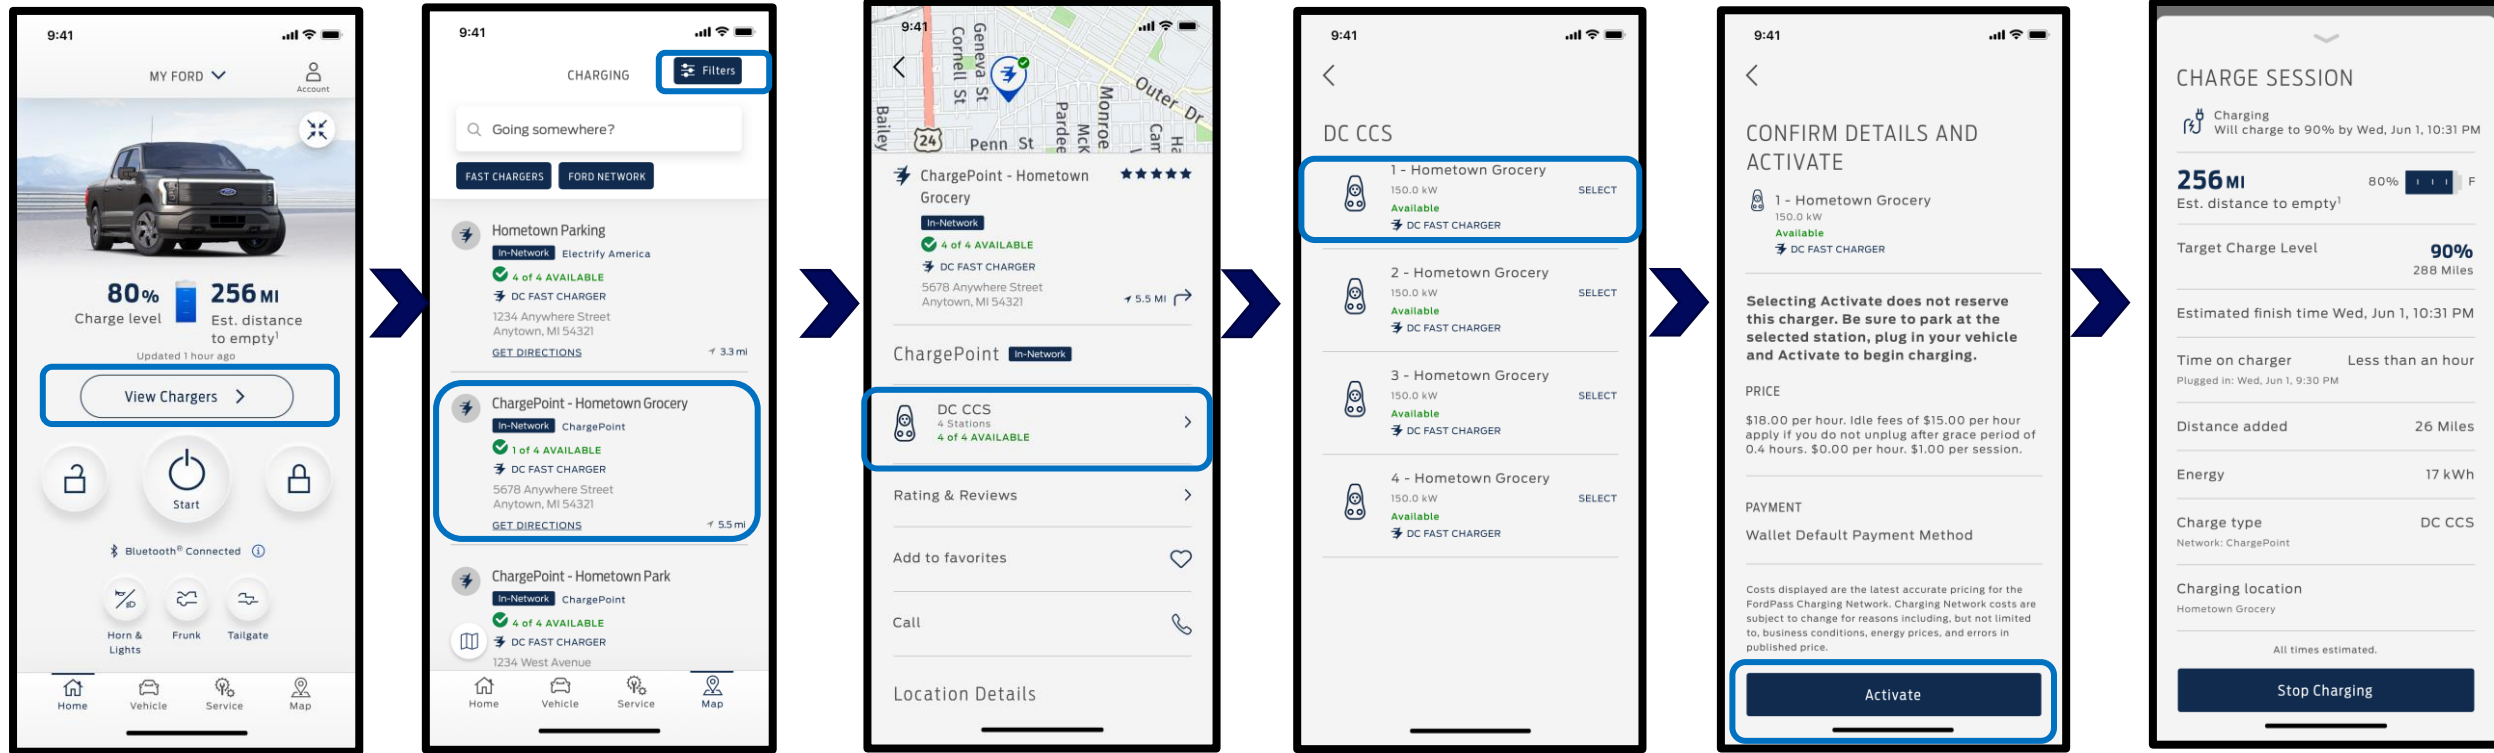 9:41
MY FORD
Account
80%
Charge level
256 MI
Est. distance
to empty¹
Updated 1 hour ago
View Chargers
Start
Bluetooth® Connected
Horn &
Lights
Frunk
Tailgate
Home
Vehicle
Service
Map
9:41
CHARGING
Filters
Going somewhere?
FAST CHARGERS
FORD NETWORK
Hometown Parking
In-Network Electrify America
4 of 4 AVAILABLE
DC FAST CHARGER
1234 Anywhere Street
Anytown, MI 54321
GET DIRECTIONS
3.3 mi
ChargePoint - Hometown Grocery
In-Network ChargePoint
1 of 4 AVAILABLE
DC FAST CHARGER
5678 Anywhere Street
Anytown, MI 54321
GET DIRECTIONS
5.5 mi
ChargePoint - Hometown Park
In-Network ChargePoint
4 of 4 AVAILABLE
DC FAST CHARGER
1234 West Avenue
Home
Vehicle
Service
Map
9:41
Geneva St
Cornell St
Bailey
24
Penn St
Pardee
McK
Monroe
Cam
Ha
Outer Dr
ChargePoint - Hometown
Grocery
In-Network
4 of 4 AVAILABLE
DC FAST CHARGER
5678 Anywhere Street
Anytown, MI 54321
5.5 MI
ChargePoint In-Network
DC CCS
4 Stations
4 of 4 AVAILABLE
Rating & Reviews
Add to favorites
Call
Location Details
9:41
DC CCS
1 - Hometown Grocery
150.0 kW
SELECT
Available
DC FAST CHARGER
2 - Hometown Grocery
150.0 kW
SELECT
Available
DC FAST CHARGER
3 - Hometown Grocery
150.0 kW
SELECT
Available
DC FAST CHARGER
4 - Hometown Grocery
150.0 kW
SELECT
Available
DC FAST CHARGER
9:41
CONFIRM DETAILS AND
ACTIVATE
1 - Hometown Grocery
150.0 kW
Available
DC FAST CHARGER
Selecting Activate does not reserve
this charger. Be sure to park at the
selected station, plug in your vehicle
and Activate to begin charging.
PRICE
$18.00 per hour. Idle fees of $15.00 per hour
apply if you do not unplug after grace period of
0.4 hours. $0.00 per hour. $1.00 per session.
PAYMENT
Wallet Default Payment Method
Costs displayed are the latest accurate pricing for the
FordPass Charging Network. Charging Network costs are
subject to change for reasons including, but not limited
to, business conditions, energy prices, and errors in
published price.
Activate
CHARGE SESSION
Charging
Will charge to 90% by Wed, Jun 1, 10:31 PM
256 MI
80%
F
Est. distance to empty¹
Target Charge Level
90%
288 Miles
Estimated finish time Wed, Jun 1, 10:31 PM
Time on charger Less than an hour
Plugged in: Wed, Jun 1, 9:30 PM
Distance added 26 Miles
Energy 17 kWh
Charge type DC CCS
Network: ChargePoint
Charging location
Hometown Grocery
All times estimated.
Stop Charging